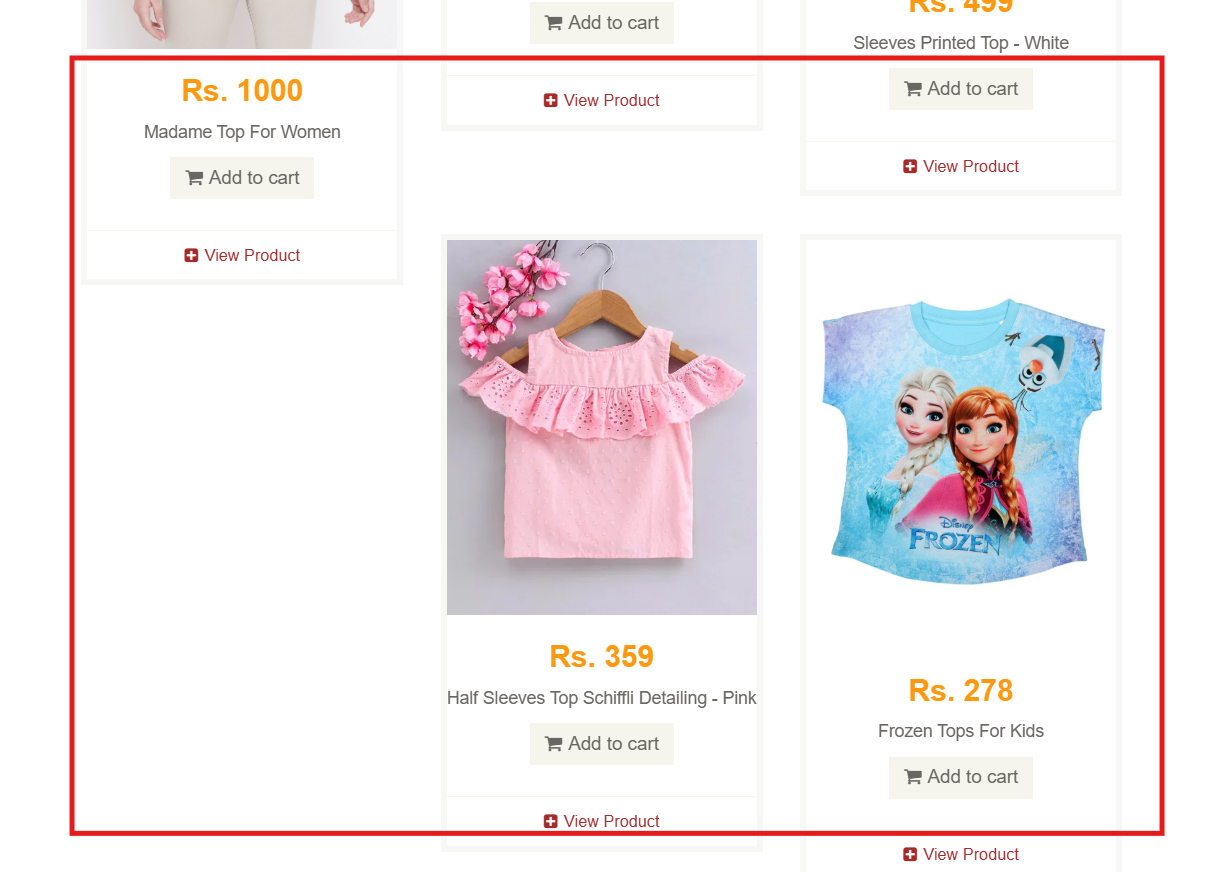 Add to cart
View Product
Rs. 499
Sleeves Printed Top - White
Add to cart
View Product
Rs. 1000
Madame Top For Women
Add to cart
View Product
Disney
FROZEN
Rs. 359
Half Sleeves Top Schiffli Detailing - Pink
Add to cart
View Product
Rs. 278
Frozen Tops For Kids
Add to cart
View Product